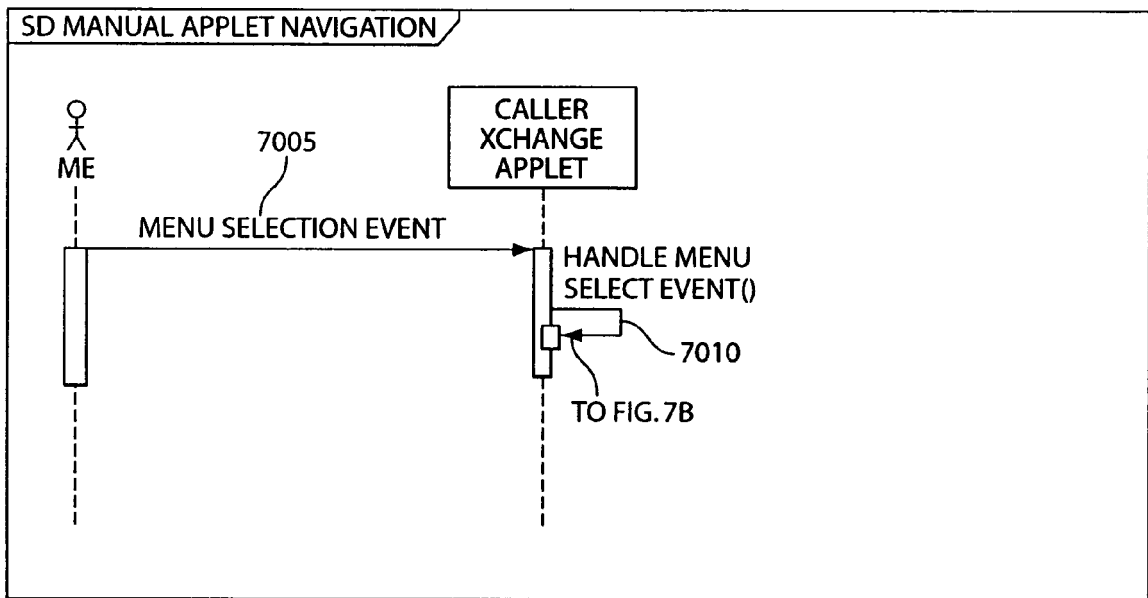 SD MANUAL APPLET NAVIGATION
ME
7005
CALLER
XCHANGE
APPLET
MENU SELECTION EVENT
HANDLE MENU
SELECT EVENT()
7010
TO FIG. 7B